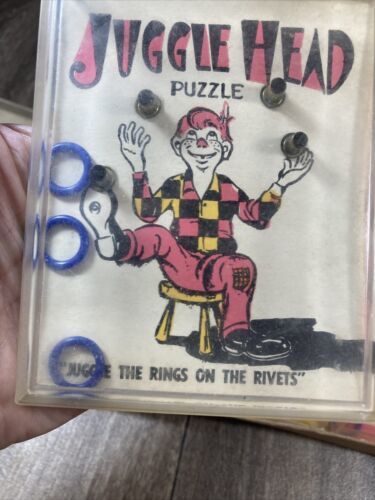 JUGGLE HEAD
PUZZLE
"JUGGLE THE RINGS ON THE RIVETS"